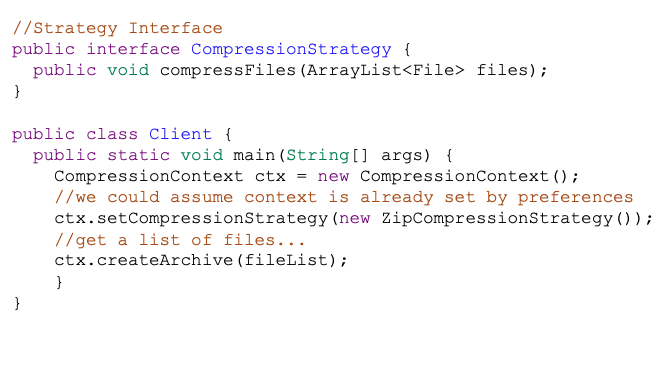 //Strategy Interface
public interface CompressionStrategy {
  public void compressFiles(ArrayList<File> files);
}

public class Client {
  public static void main(String[] args) {
    CompressionContext ctx = new CompressionContext();
    //we could assume context is already set by preferences
    ctx.setCompressionStrategy(new ZipCompressionStrategy());
    //get a list of files...
    ctx.createArchive(fileList);
    }
}